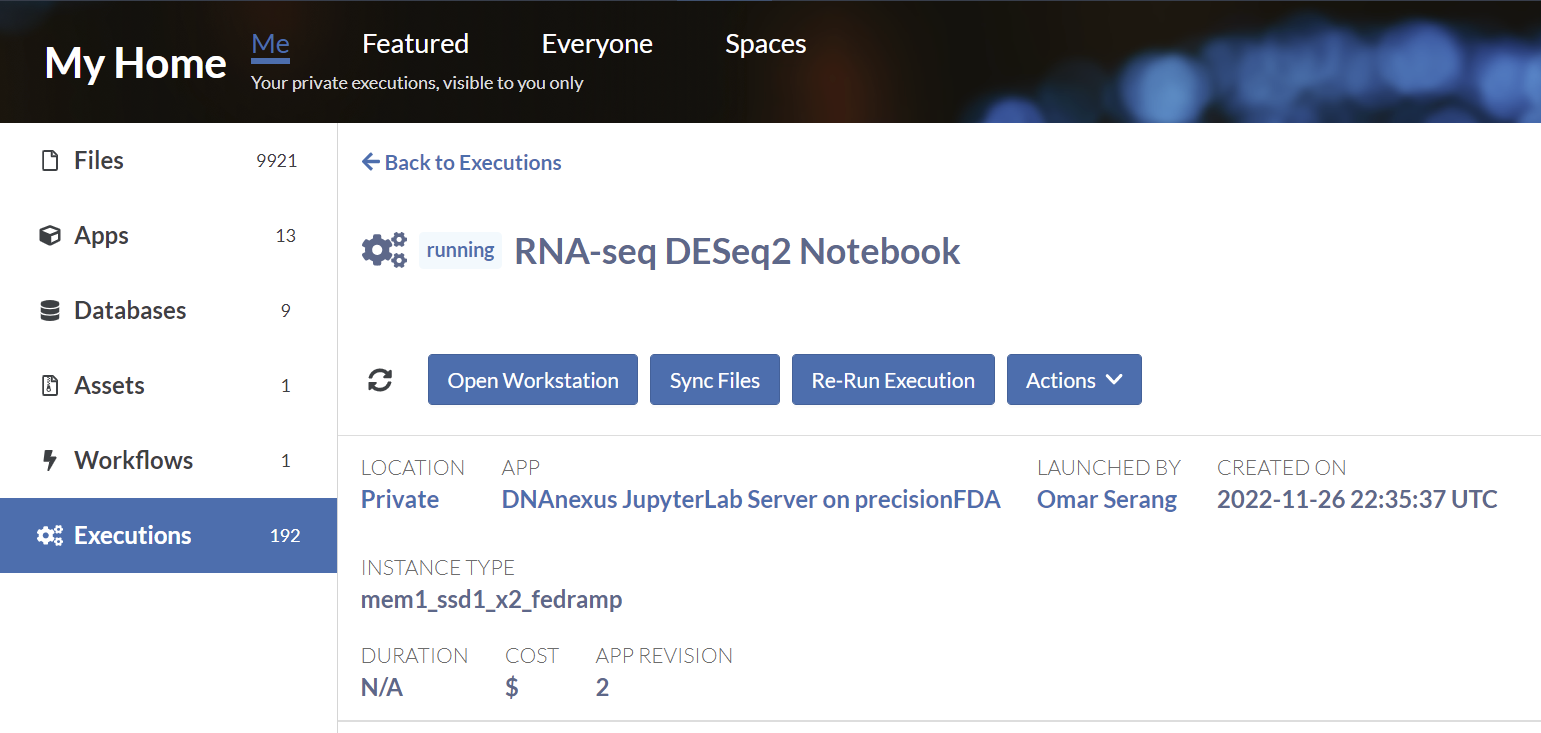 My Home
Me Featured Everyone Spaces
Your private executions, visible to you only
Files 9921
Apps 13
Databases 9
Assets 1
Workflows 1
Executions 192
Back to Executions
running RNA-seq DESeq2 Notebook
Open Workstation Sync Files Re-Run Execution Actions
LOCATION APP LAUNCHED BY CREATED ON
Private DNAnexus JupyterLab Server on precisionFDA Omar Serang 2022-11-26 22:35:37 UTC
INSTANCE TYPE
mem1_ssd1_x2_fedramp
DURATION COST APP REVISION
N/A $ 2